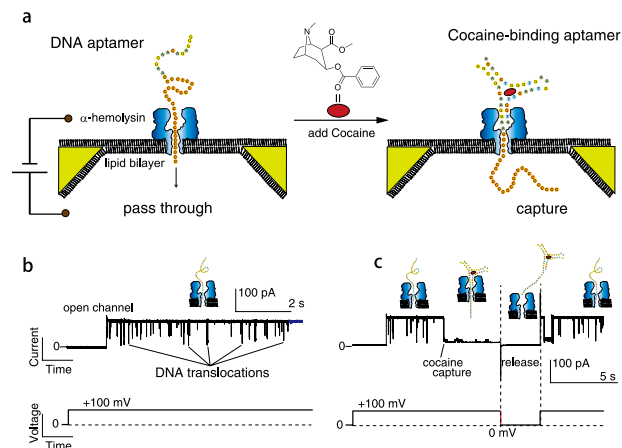 a
DNA aptamer
α-hemolysin
lipid bilayer
pass through
N
O
O
O
O
add Cocaine
Cocaine-binding aptamer
capture
b
open channel
100 pA
2 s
0
Current
Time
DNA translocations
+100 mV
0
Voltage
Time
c
0
cocaine
capture
release
100 pA
5 s
+100 mV
0
0 mV